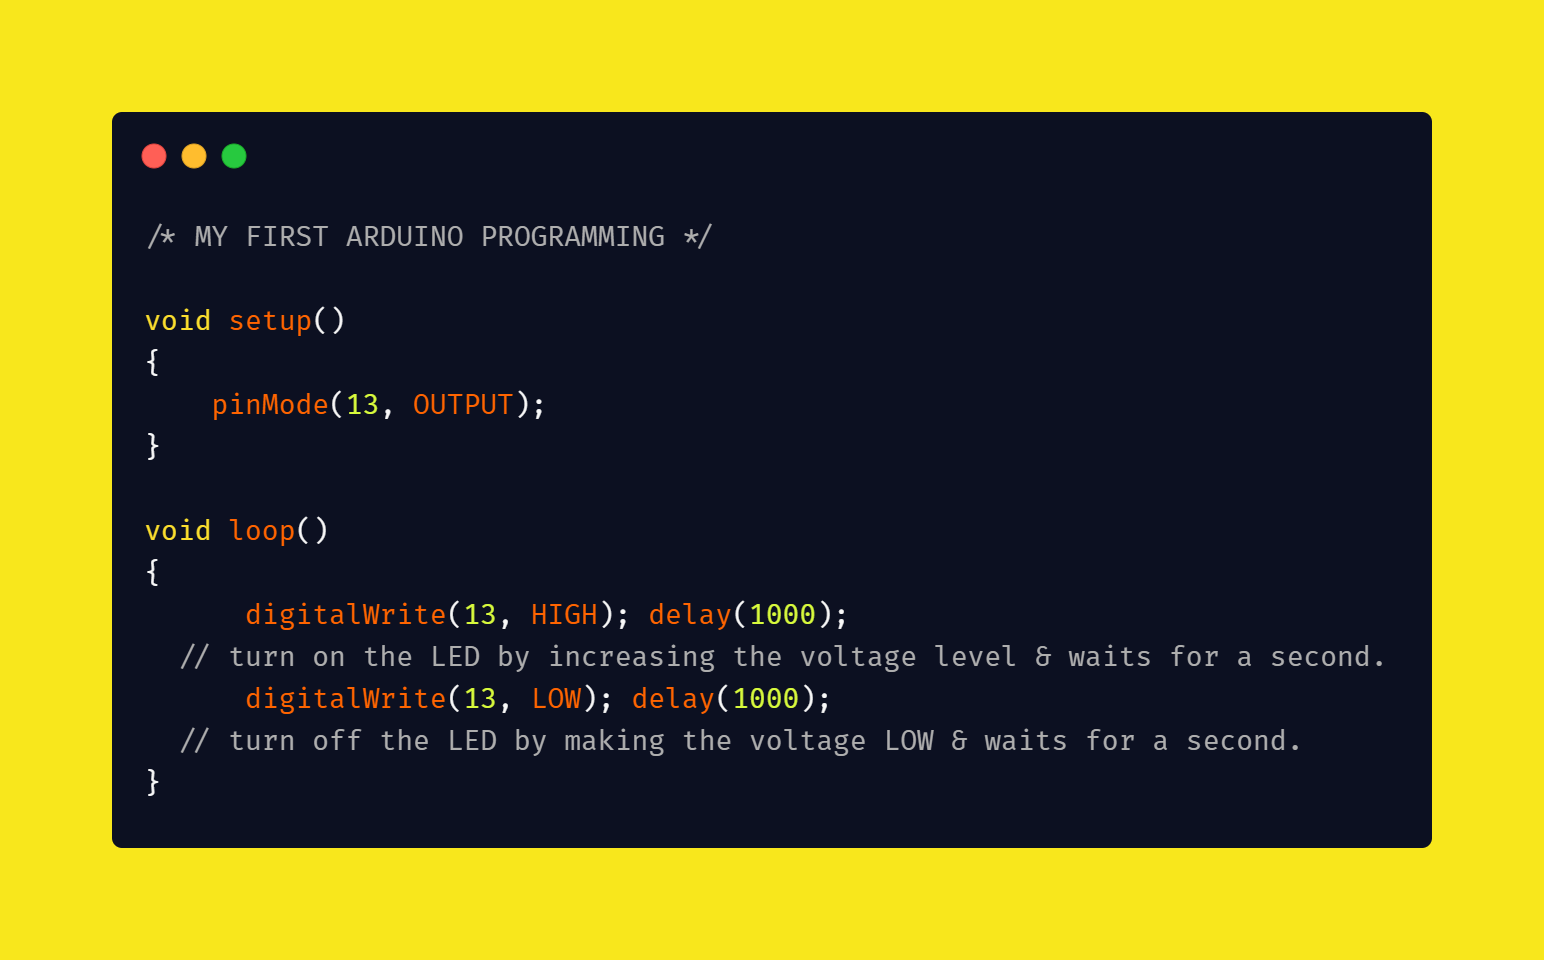 /* MY FIRST ARDUINO PROGRAMMING */
void setup()
{
    pinMode(13, OUTPUT);
}
void loop()
{
      digitalWrite(13, HIGH); delay(1000);
  // turn on the LED by increasing the voltage level & waits for a second.
      digitalWrite(13, LOW); delay(1000);
  // turn off the LED by making the voltage LOW & waits for a second.
}